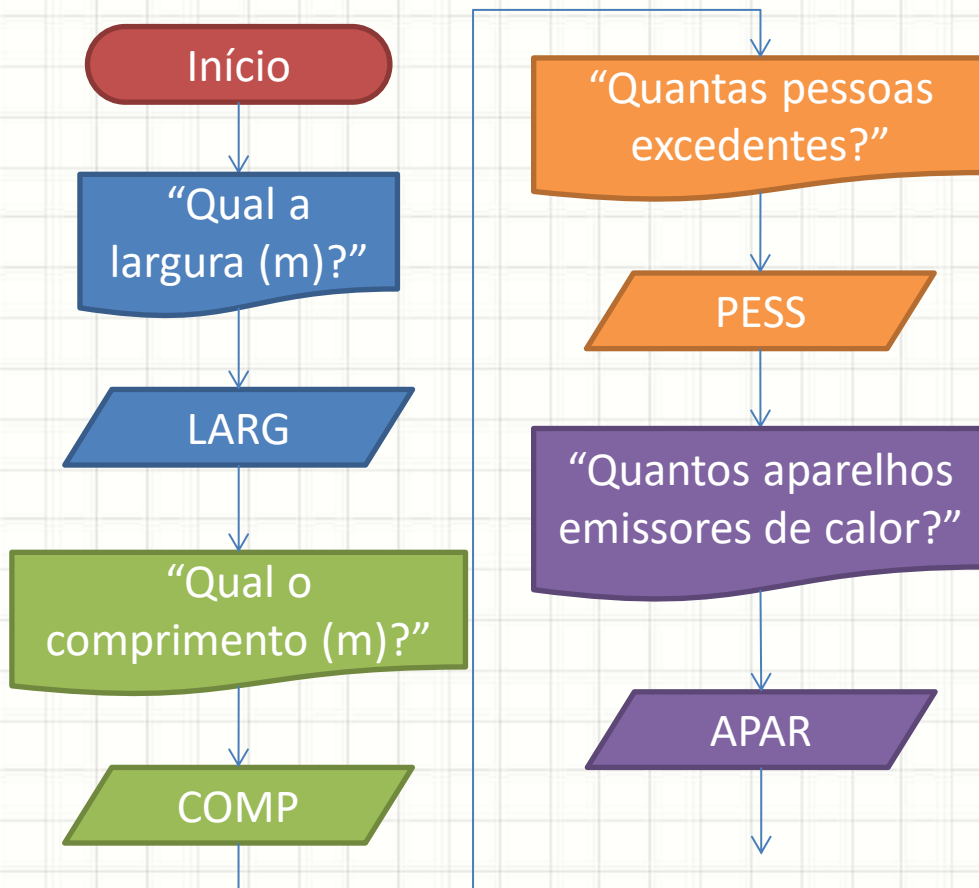 Início
“Qual a
largura (m)?”
LARG
“Qual o
comprimento (m)?”
COMP
“Quantas pessoas
excedentes?”
PESS
“Quantos aparelhos
emissores de calor?”
APAR